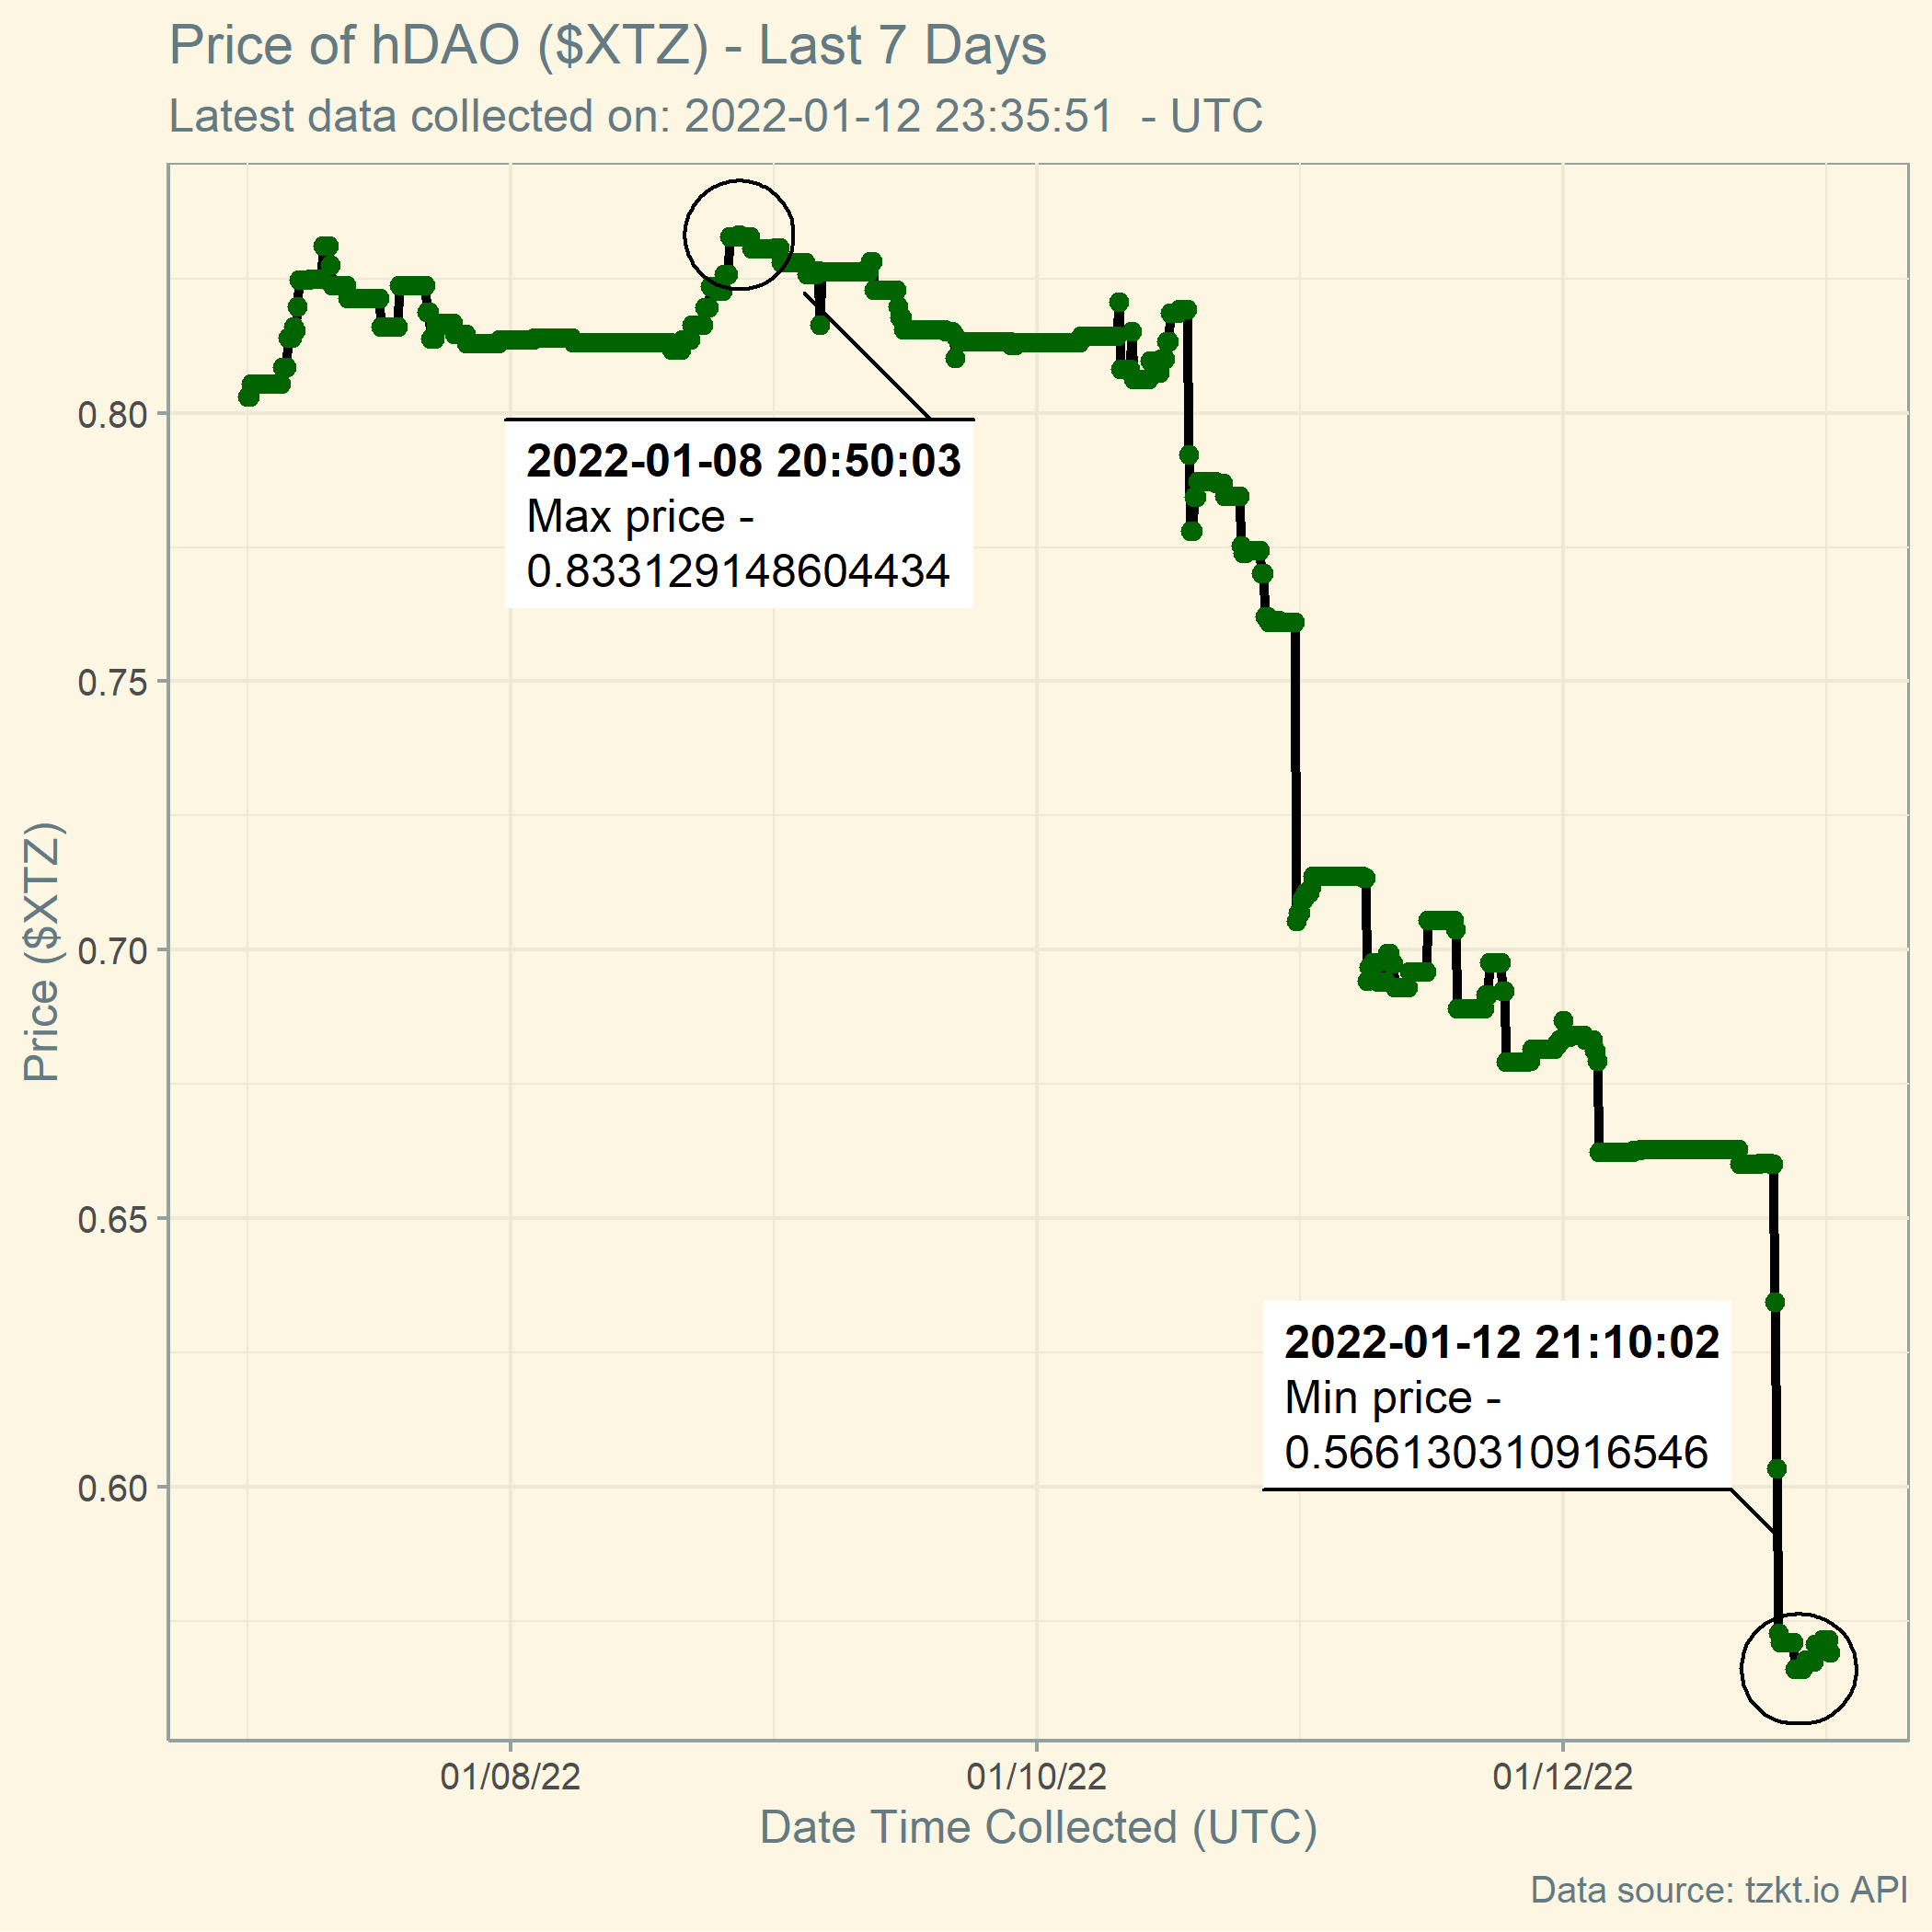 Price of hDAO ($XTZ) - Last 7 Days
Latest data collected on: 2022-01-12 23:35:51  - UTC
Price ($XTZ)
0.80
0.75
0.70
0.65
0.60
2022-01-08 20:50:03
Max price -
0.833129148604434
2022-01-12 21:10:02
Min price -
0.566130310916546
01/08/22
01/10/22
01/12/22
Date Time Collected (UTC)
Data source: tzkt.io API